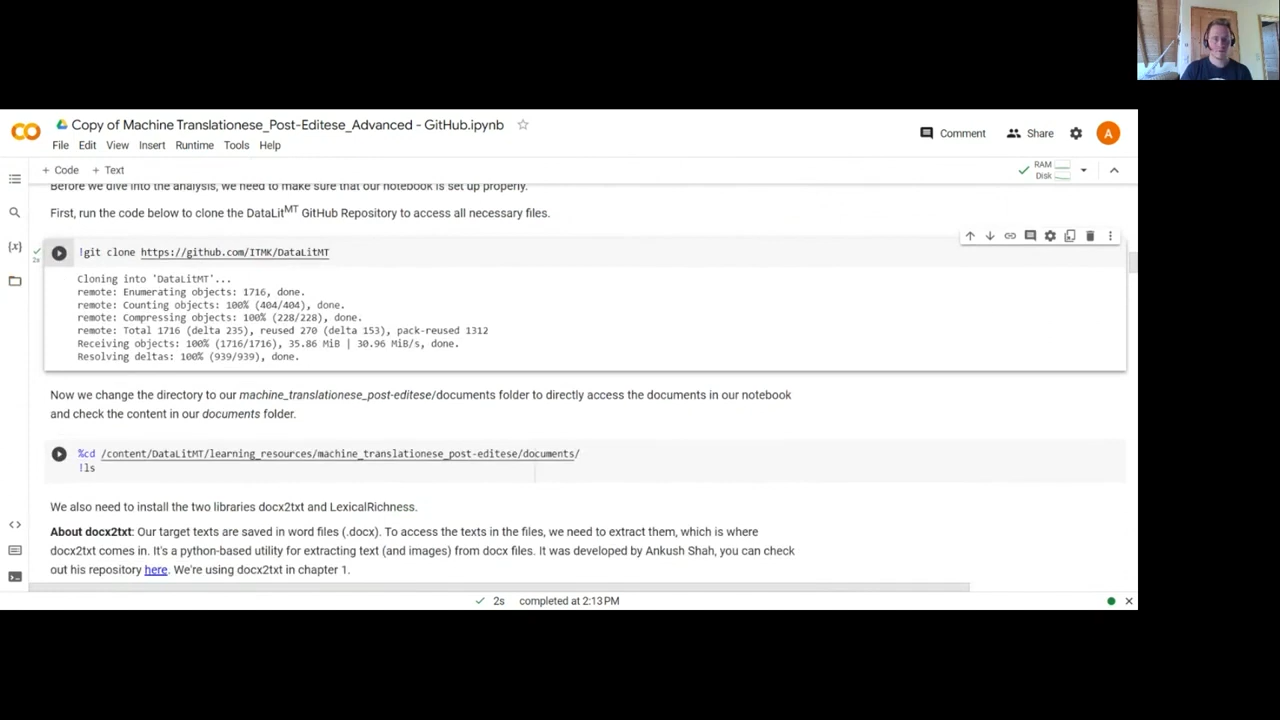 Copy of Machine Translationese_Post-Editese_Advanced - GitHub.ipynb
File Edit View Insert Runtime Tools Help
Comment Share A
+ Code + Text
RAM
Disk
Before we dive into the analysis, we need to make sure that our notebook is set up properly.
First, run the code below to clone the DataLitMT GitHub Repository to access all necessary files.
!git clone https://github.com/ITMK/DataLitMT
2s
Cloning into 'DataLitMT'...
remote: Enumerating objects: 1716, done.
remote: Counting objects: 100% (404/404), done.
remote: Compressing objects: 100% (228/228), done.
remote: Total 1716 (delta 235), reused 270 (delta 153), pack-reused 1312
Receiving objects: 100% (1716/1716), 35.86 MiB | 30.96 MiB/s, done.
Resolving deltas: 100% (939/939), done.
Now we change the directory to our machine_translationese_post-editese/documents folder to directly access the documents in our notebook
and check the content in our documents folder.
%cd /content/DataLitMT/learning_resources/machine_translationese_post-editese/documents/
!ls
We also need to install the two libraries docx2txt and LexicalRichness.
About docx2txt: Our target texts are saved in word files (.docx). To access the texts in the files, we need to extract them, which is where
docx2txt comes in. It's a python-based utility for extracting text (and images) from docx files. It was developed by Ankush Shah, you can check
out his repository here. We're using docx2txt in chapter 1.
2s completed at 2:13 PM